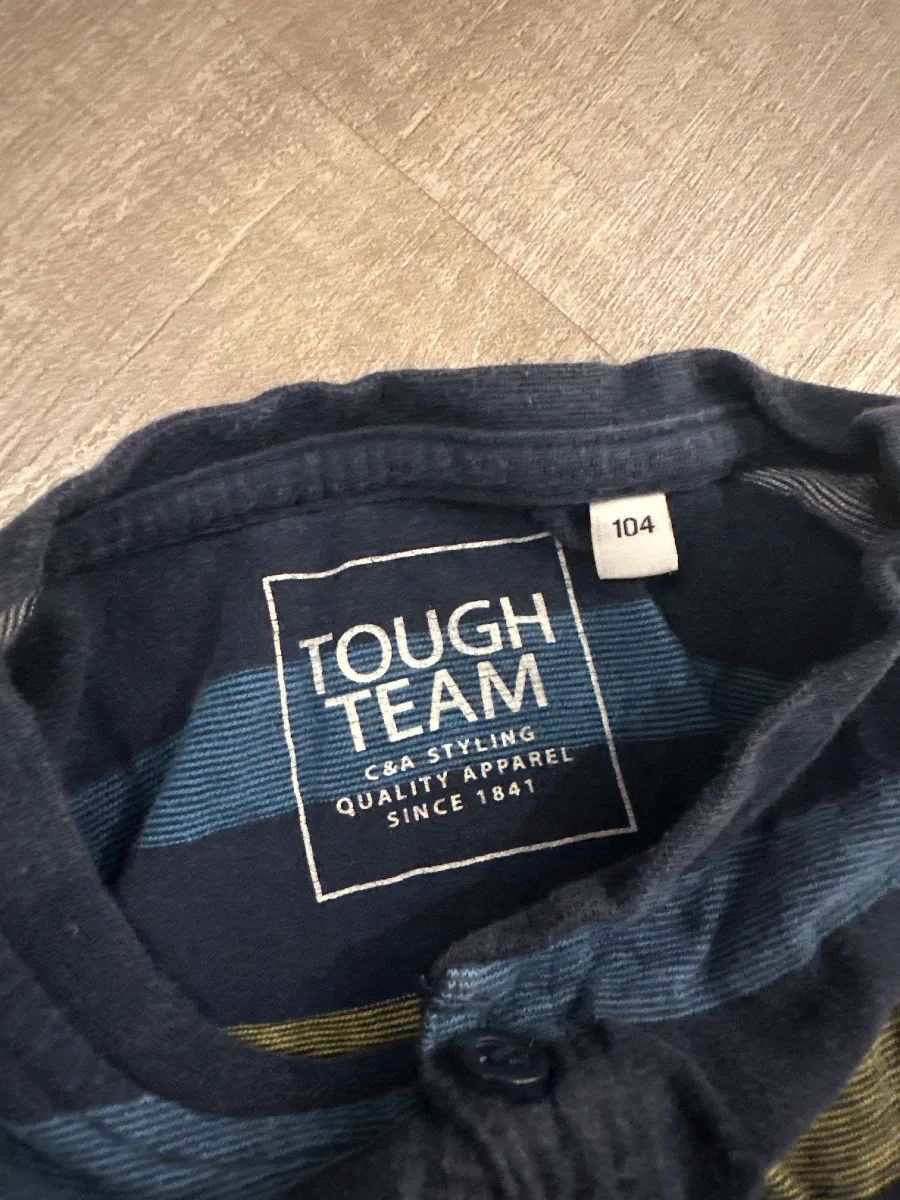 104
TOUGH
TEAM
C&A STYLING
QUALITY APPAREL
SINCE 1841